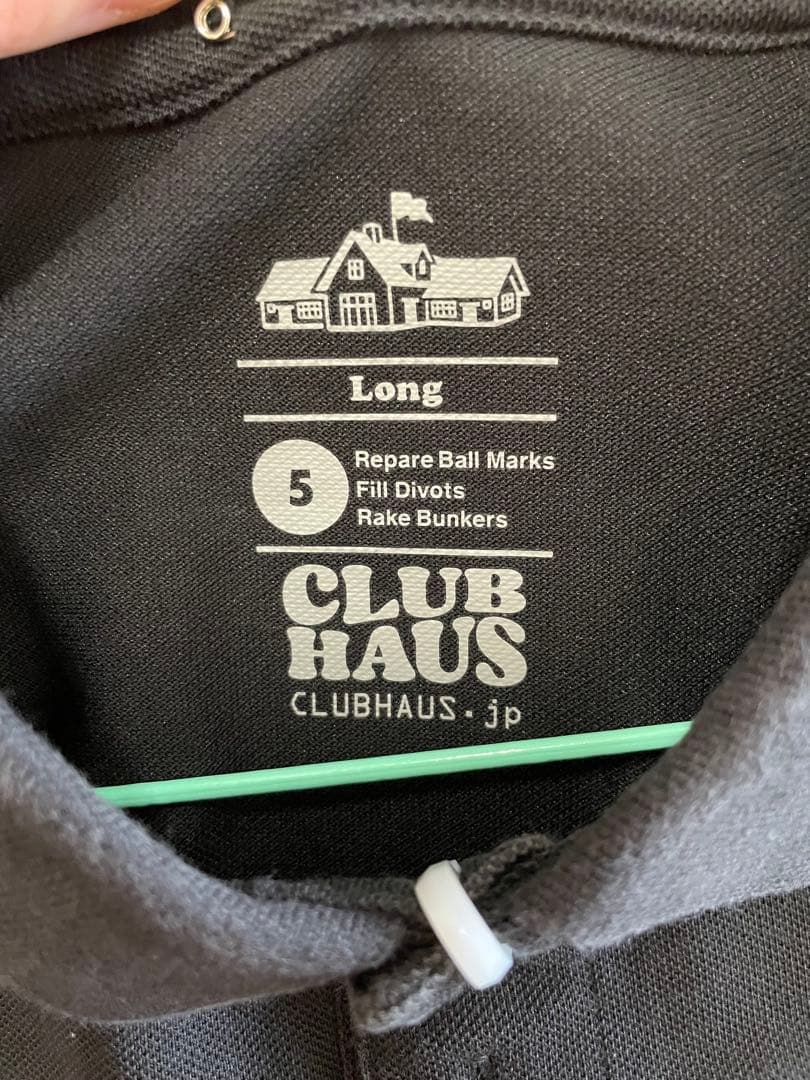 Long
5
Repare Ball Marks
Fill Divots
Rake Bunkers
CLUB
HAUS
CLUBHAUS.jp